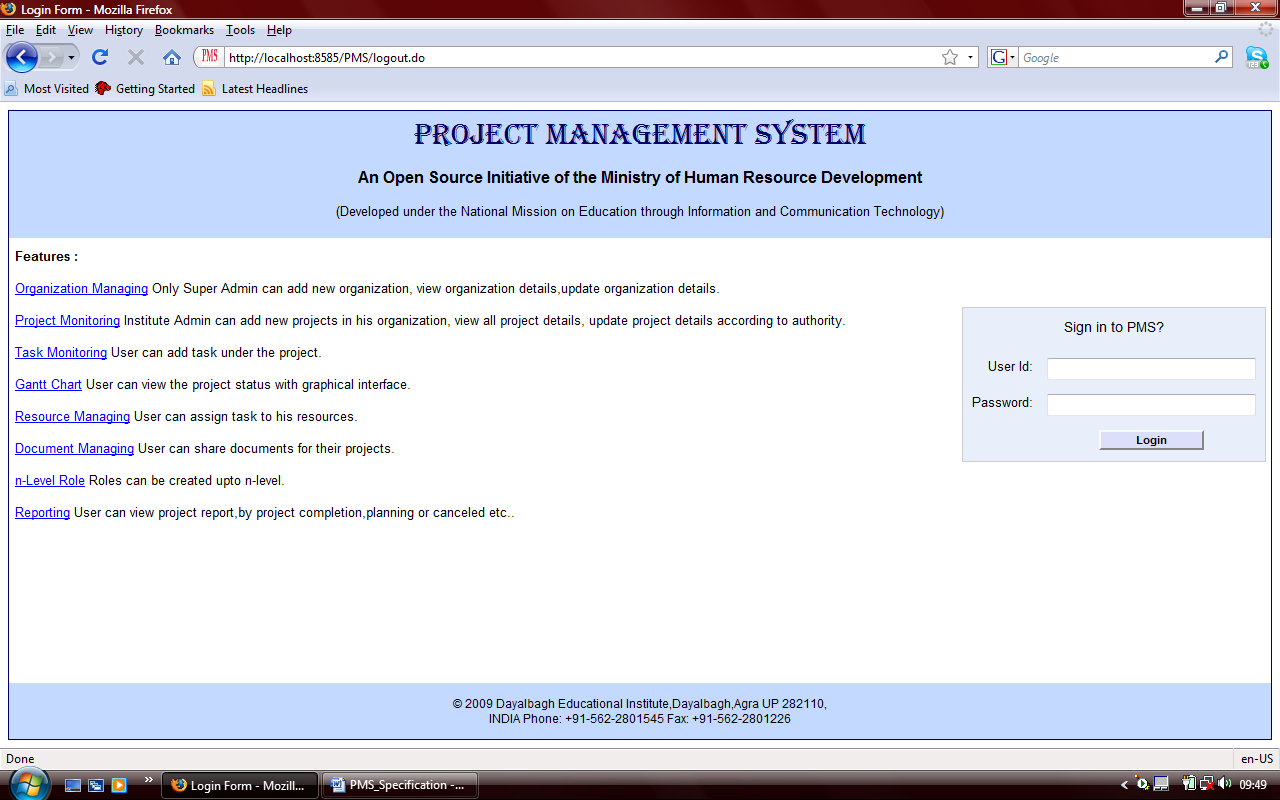 Login Form - Mozilla Firefox
File Edit View History Bookmarks Tools Help
PMS http://localhost:8585/PMS/logout.do G Google
Most Visited Getting Started Latest Headlines
PROJECT MANAGEMENT SYSTEM
An Open Source Initiative of the Ministry of Human Resource Development
(Developed under the National Mission on Education through Information and Communication Technology)
Features :
Organization Managing Only Super Admin can add new organization, view organization details,update organization details.
Project Monitoring Institute Admin can add new projects in his organization, view all project details, update project details according to authority.
Task Monitoring User can add task under the project.
Gantt Chart User can view the project status with graphical interface.
Resource Managing User can assign task to his resources.
Document Managing User can share documents for their projects.
n-Level Role Roles can be created upto n-level.
Reporting User can view project report,by project completion,planning or canceled etc..
Sign in to PMS?
User Id:
Password:
Login
© 2009 Dayalbagh Educational Institute,Dayalbagh,Agra UP 282110,
INDIA Phone: +91-562-2801545 Fax: +91-562-2801226
Done en-US
Login Form - Mozill... PMS_Specification -... 09:49